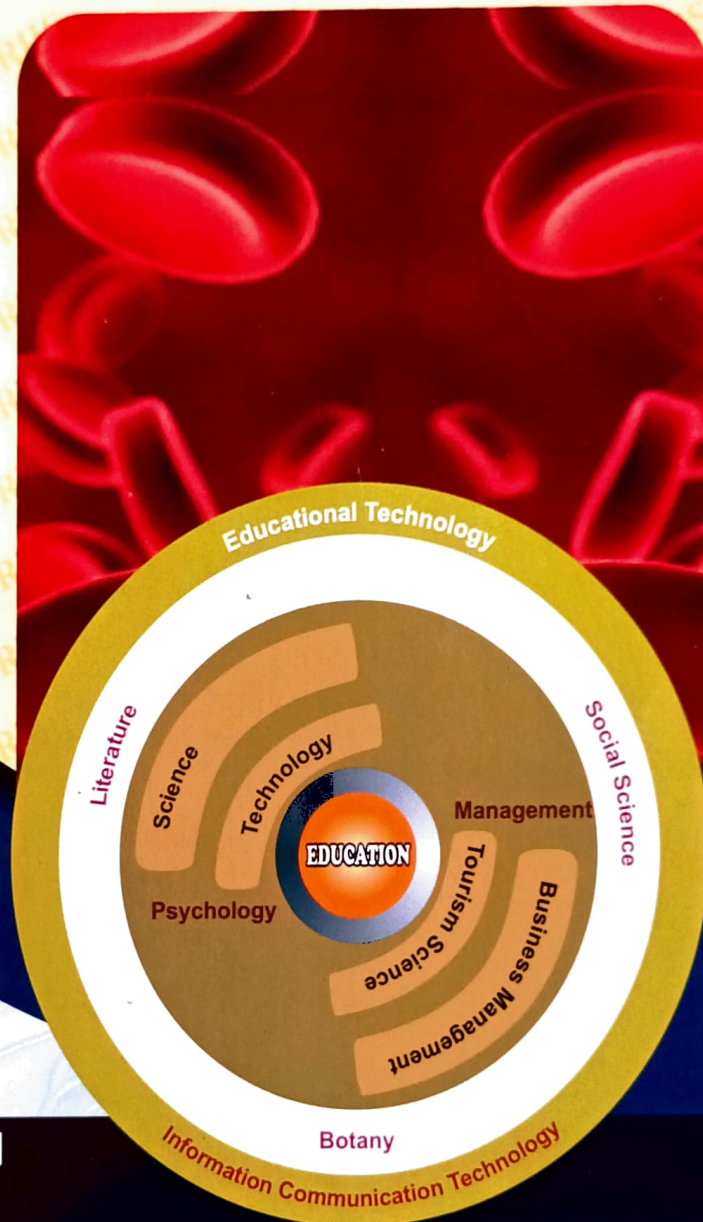 Educational Technology
Literature
Social Science
Science
Technology
Management
EDUCATION
Psychology
Tourism Science
Business Management
Botany
Information Communication Technology